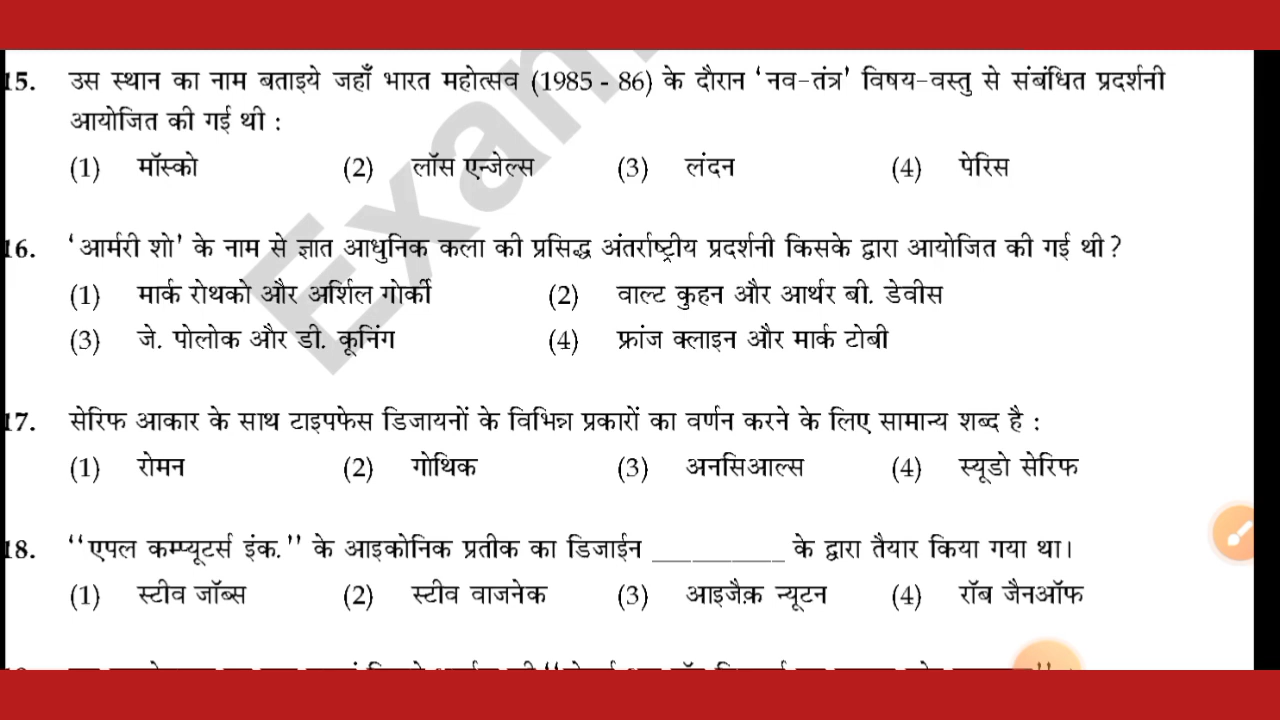 Exam
15. उस स्थान का नाम बताइये जहाँ भारत महोत्सव (1985 - 86) के दौरान ‘नव-तंत्र’ विषय-वस्तु से संबंधित प्रदर्शनी
आयोजित की गई थी :
(1) मॉस्को (2) लॉस एन्जेल्स (3) लंदन (4) पेरिस
16. ‘आर्मरी शो’ के नाम से ज्ञात आधुनिक कला की प्रसिद्ध अंतर्राष्ट्रीय प्रदर्शनी किसके द्वारा आयोजित की गई थी ?
(1) मार्क रोथको और अर्शिल गोर्की (2) वाल्ट कुहन और आर्थर बी. डेवीस
(3) जे. पोलोक और डी. कूनिंग (4) फ्रांज क्लाइन और मार्क टोबी
17. सेरिफ आकार के साथ टाइपफेस डिजायनों के विभिन्न प्रकारों का वर्णन करने के लिए सामान्य शब्द है :
(1) रोमन (2) गोथिक (3) अनसिआल्स (4) स्यूडो सेरिफ
18. ‘‘एपल कम्प्यूटर्स इंक.’’ के आइकोनिक प्रतीक का डिजाईन __________ के द्वारा तैयार किया गया था।
(1) स्टीव जॉब्स (2) स्टीव वाजनेक (3) आइजैक़ न्यूटन (4) रॉब जैनऑफ